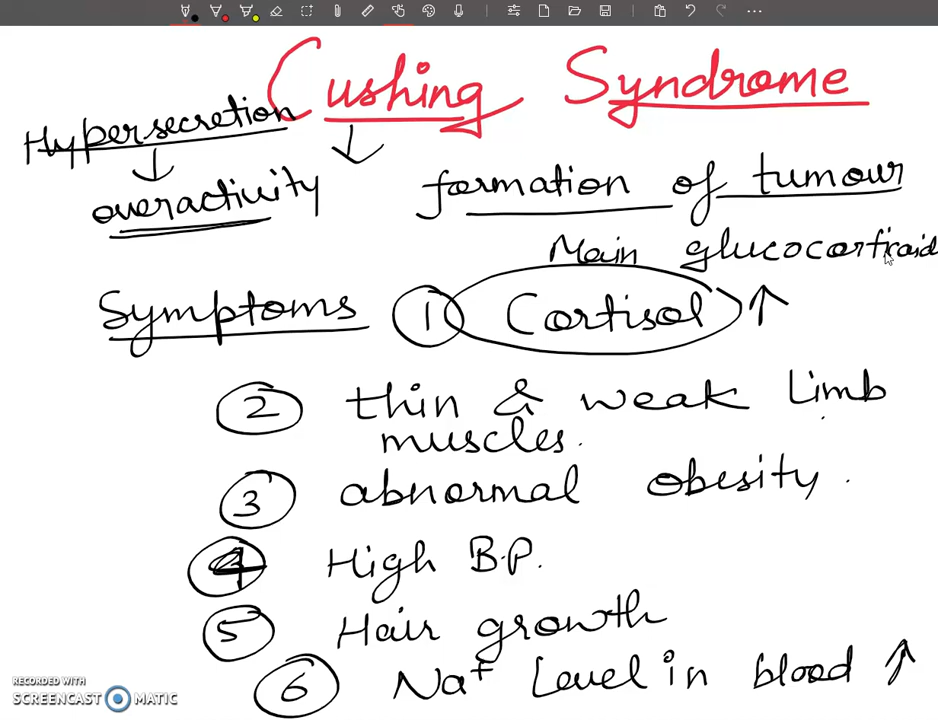 Cushing Syndrome
Hypersecretion
overactivity
formation of tumour
Main glucocorticoid
Symptoms 1 Cortisol ↑
2 thin & weak Limb
muscles.
3 abnormal obesity.
4 High B.P.
5 Hair growth
6 Na+ Level in blood ↑
RECORDED WITH
SCREENCAST MATIC